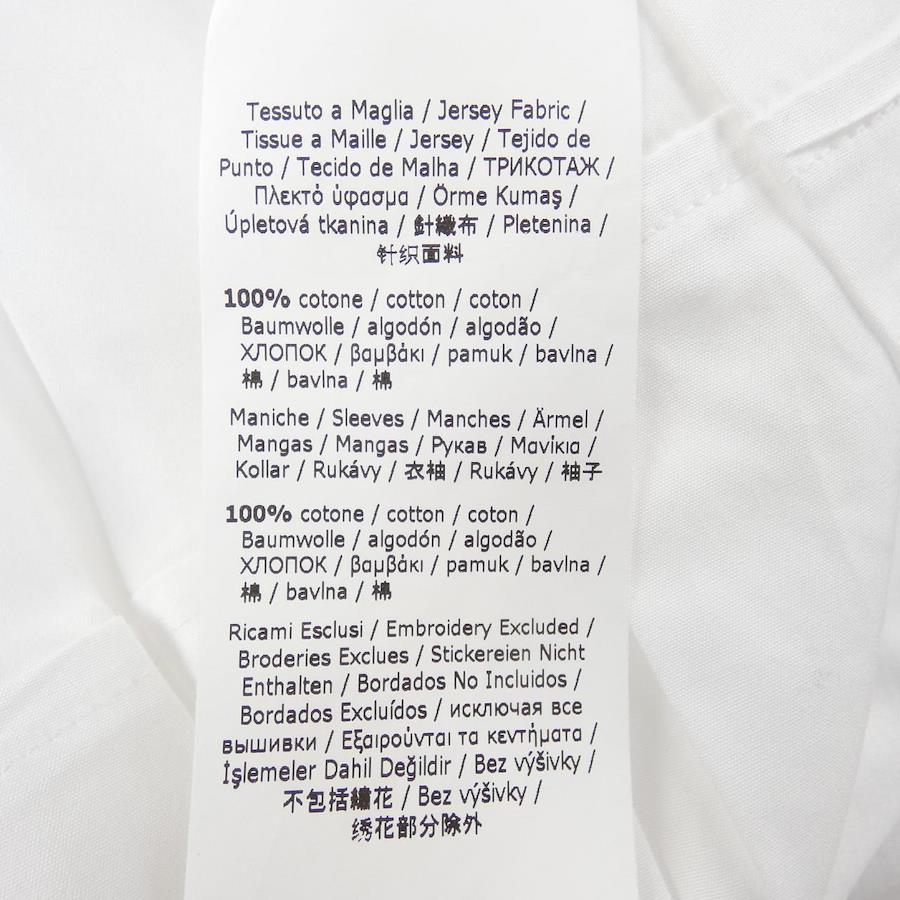 Tessuto a Maglia / Jersey Fabric /
Tissue a Maille / Jersey / Tejido de
Punto / Tecido de Malha / ТРИКОТАЖ /
Πλεκτό ύφασμα / Örme Kumaş /
Úpletová tkanina / 針織布 / Pletenina /
针织面料
100% cotone / cotton / coton /
Baumwolle / algodón / algodão /
ХЛОПОК / βαμβάκι / pamuk / bavlna /
棉 / bavlna / 棉
Maniche / Sleeves / Manches / Ärmel /
Mangas / Mangas / Рукав / Μανίκια /
Kollar / Rukávy / 衣袖 / Rukávy / 袖子
100% cotone / cotton / coton /
Baumwolle / algodón / algodão /
ХЛОПОК / βαμβάκι / pamuk / bavlna /
棉 / bavlna / 棉
Ricami Esclusi / Embroidery Excluded /
Broderies Exclues / Stickereien Nicht
Enthalten / Bordados No Incluidos /
Bordados Excluídos / исключая все
вышивки / Εξαιρούνται τα κεντήματα /
İşlemeler Dahil Değildir / Bez výšivky /
不包括繡花 / Bez výšivky /
绣花部分除外